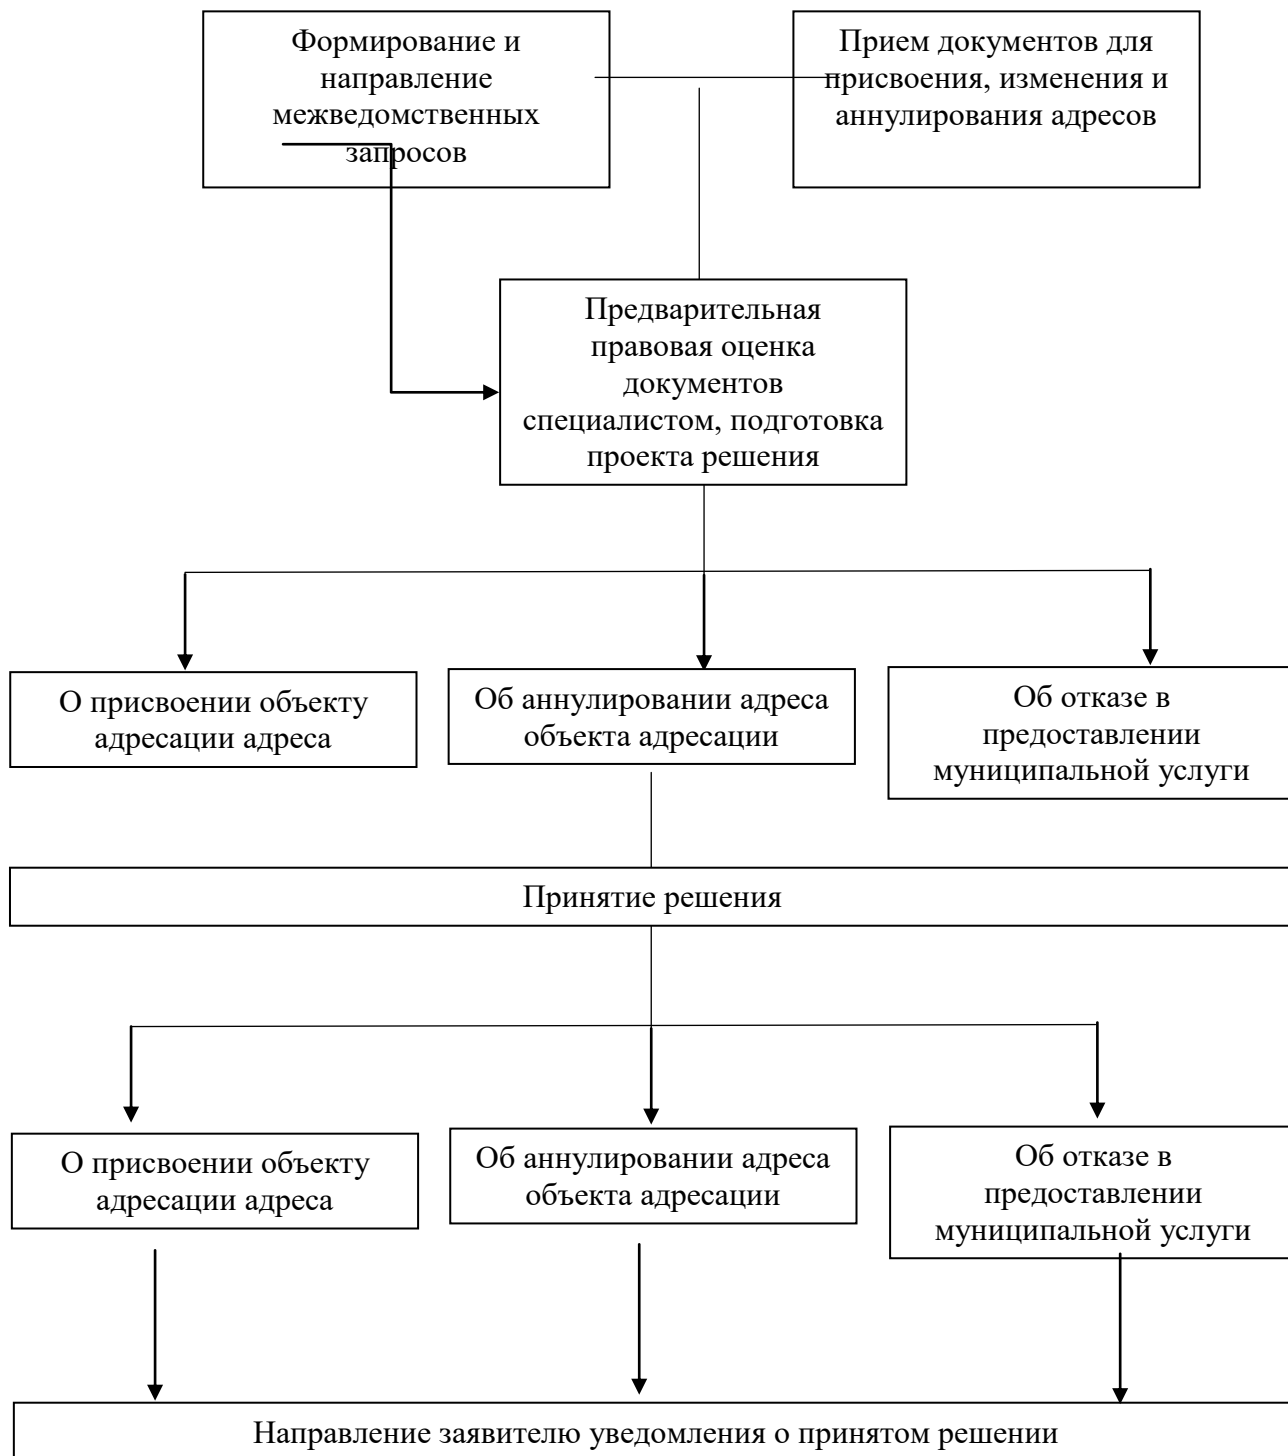 Формирование и
направление
межведомственных
запросов
Прием документов для
присвоения, изменения и
аннулирования адресов
Предварительная
правовая оценка
документов
специалистом, подготовка
проекта решения
О присвоении объекту
адресации адреса
Об аннулировании адреса
объекта адресации
Об отказе в
предоставлении
муниципальной услуги
Принятие решения
О присвоении объекту
адресации адреса
Об аннулировании адреса
объекта адресации
Об отказе в
предоставлении
муниципальной услуги
Направление заявителю уведомления о принятом решении